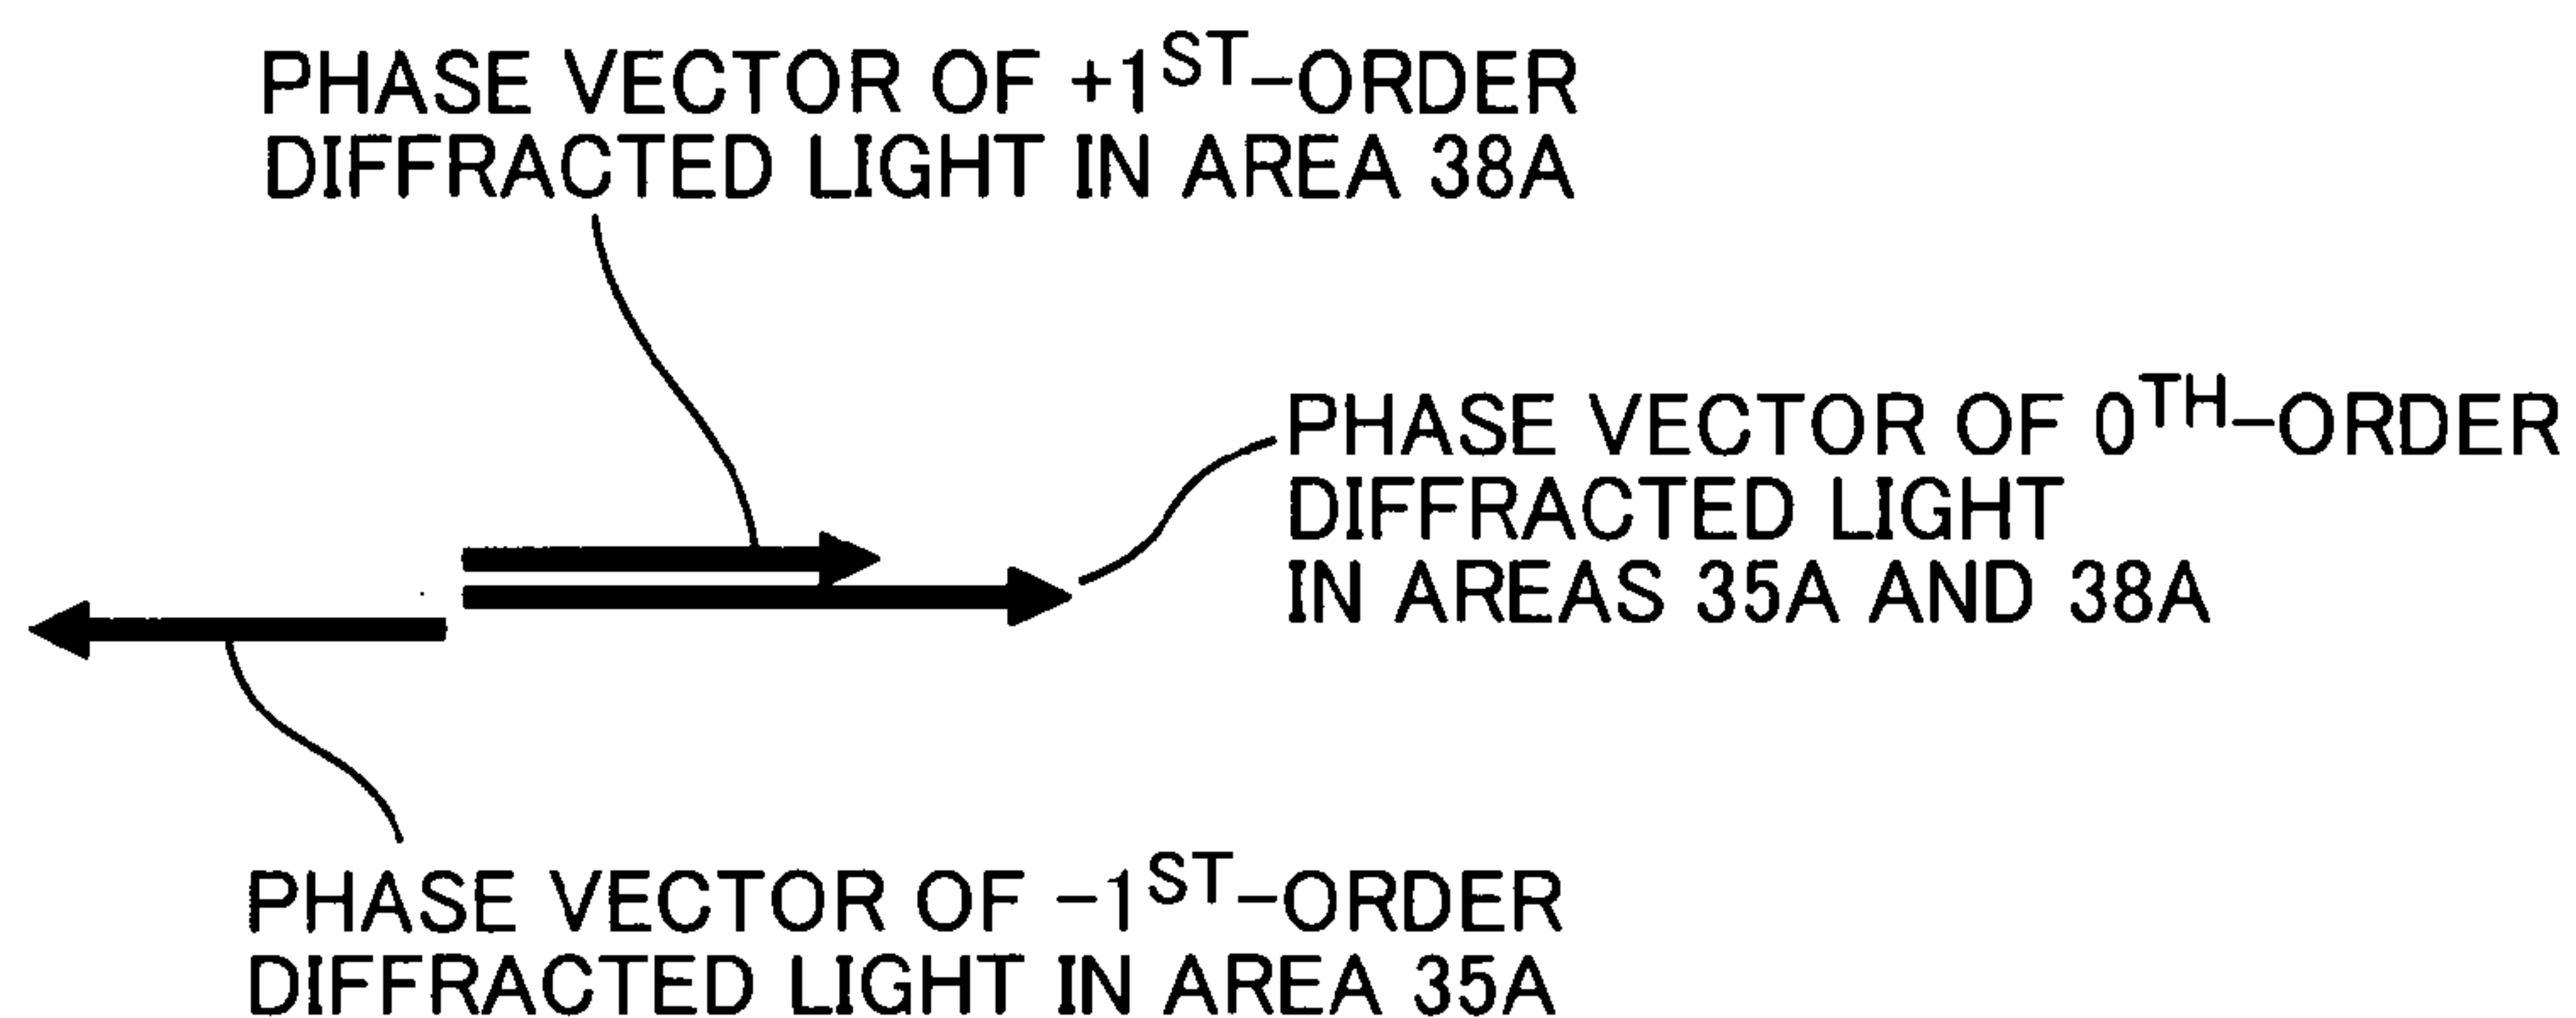 PHASE VECTOR OF +1ST-ORDER
DIFFRACTED LIGHT IN AREA 38A
PHASE VECTOR OF 0TH-ORDER
DIFFRACTED LIGHT
IN AREAS 35A AND 38A
PHASE VECTOR OF -1ST-ORDER
DIFFRACTED LIGHT IN AREA 35A